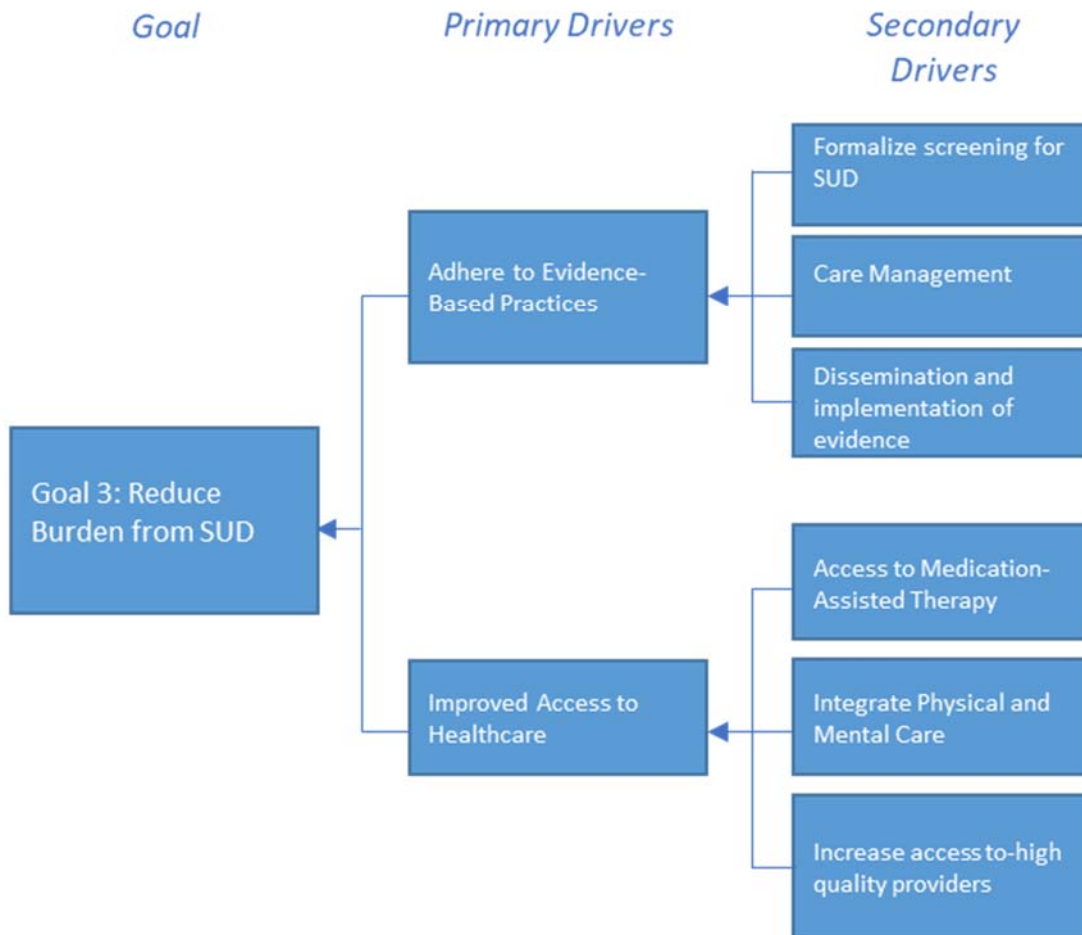 Goal
Primary Drivers
Secondary
Drivers
Formalize screening for
SUD
Adhere to Evidence-
Based Practices
Care Management
Dissemination and
implementation of
evidence
Goal 3: Reduce
Burden from SUD
Access to Medication-
Assisted Therapy
Improved Access to
Healthcare
Integrate Physical and
Mental Care
Increase access to-high
quality providers